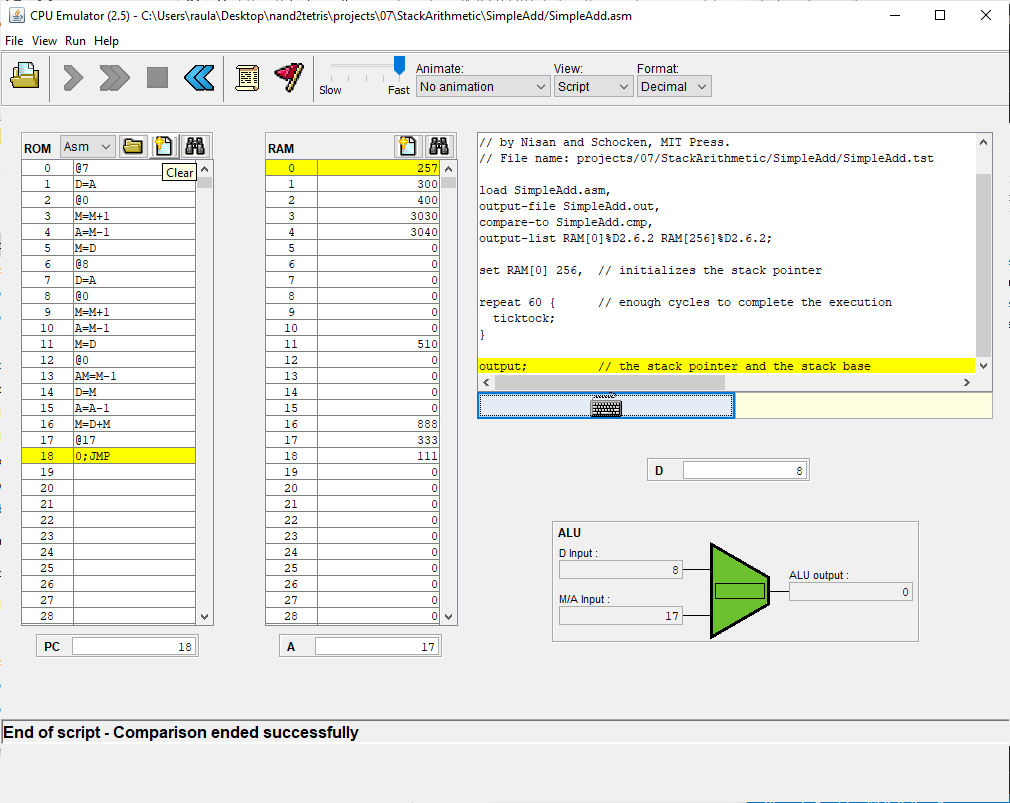 CPU Emulator (2.5) - C:\Users\raula\Desktop\nand2tetris\projects\07\StackArithmetic\SimpleAdd/SimpleAdd.asm
File View Run Help
Slow Fast
Animate:
No animation
View:
Script
Format:
Decimal
ROM Asm
Clear
0 @7
1 D=A
2 @0
3 M=M+1
4 A=M-1
5 M=D
6 @8
7 D=A
8 @0
9 M=M+1
10 A=M-1
11 M=D
12 @0
13 AM=M-1
14 D=M
15 A=A-1
16 M=D+M
17 @17
18 0;JMP
19
20
21
22
23
24
25
26
27
28
PC 18
RAM
0 257
1 300
2 400
3 3030
4 3040
5 0
6 0
7 0
8 0
9 0
10 0
11 510
12 0
13 0
14 0
15 0
16 888
17 333
18 111
19 0
20 0
21 0
22 0
23 0
24 0
25 0
26 0
27 0
28 0
A 17
// by Nisan and Schocken, MIT Press.
// File name: projects/07/StackArithmetic/SimpleAdd/SimpleAdd.tst
load SimpleAdd.asm,
output-file SimpleAdd.out,
compare-to SimpleAdd.cmp,
output-list RAM[0]%D2.6.2 RAM[256]%D2.6.2;
set RAM[0] 256,  // initializes the stack pointer
repeat 60 {      // enough cycles to complete the execution
ticktock;
}
output;          // the stack pointer and the stack base
D 8
ALU
D Input :
8
M/A Input :
17
ALU output :
0
End of script - Comparison ended successfully